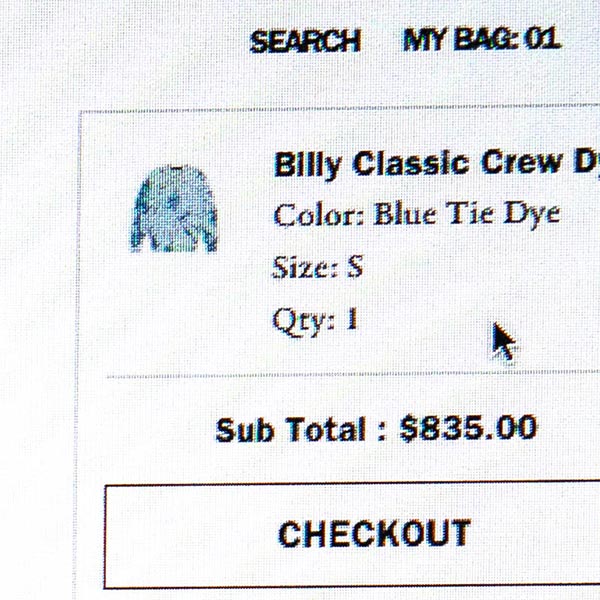 SEARCH MY BAG: 01
Billy Classic Crew
Color: Blue Tie Dye
Size: S
Qty: 1
Sub Total : $835.00
CHECKOUT